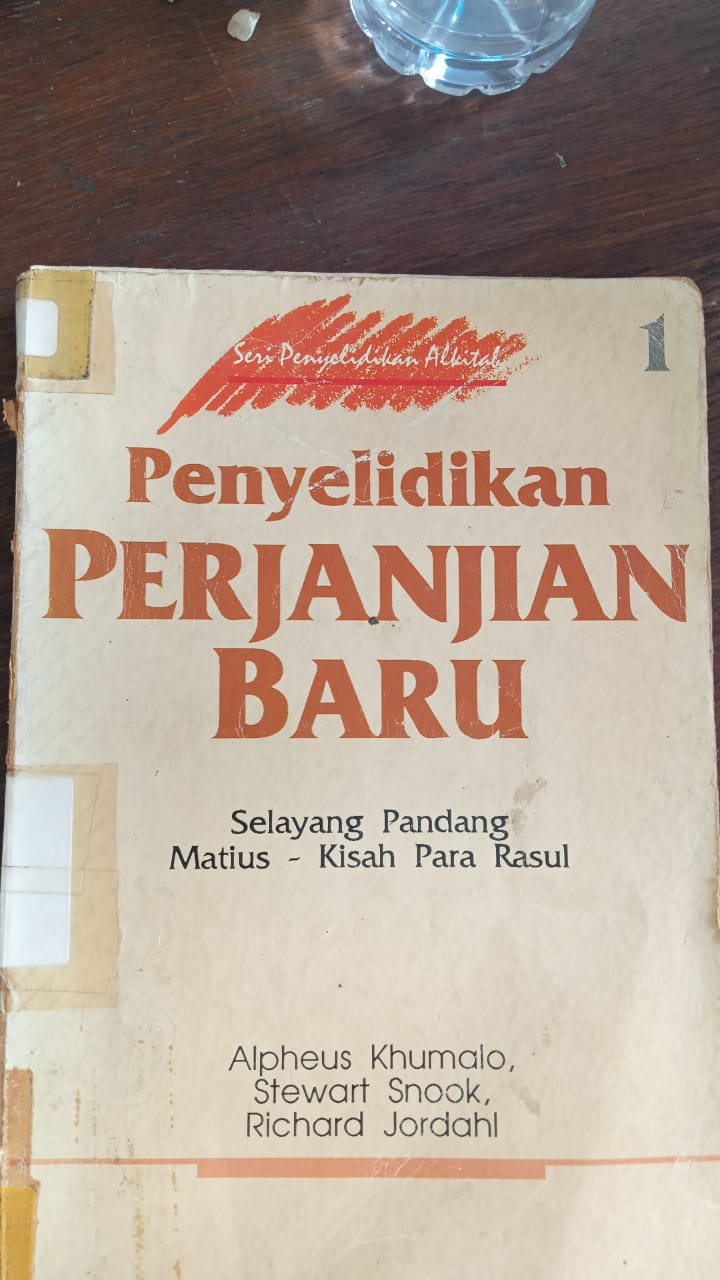 Seri Penyelidikan Alkitab
1
Penyelidikan
PERJANJIAN
BARU
Selayang Pandang
Matius - Kisah Para Rasul
Alpheus Khumalo,
Stewart Snook,
Richard Jordahl